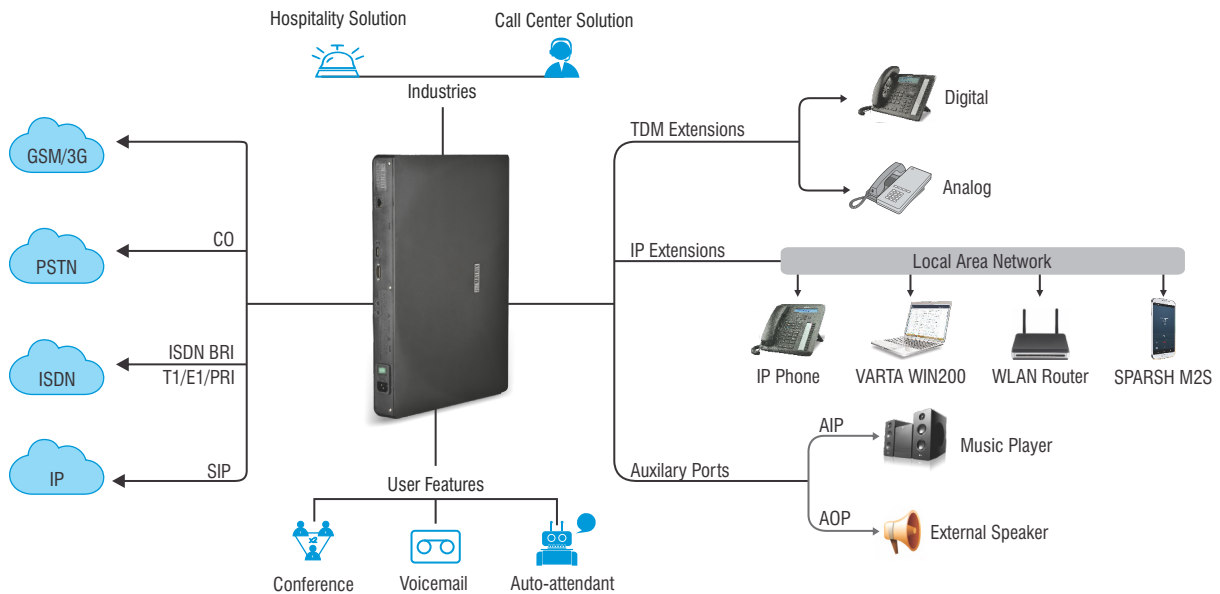 Hospitality Solution
Call Center Solution
Industries
GSM/3G
CO
PSTN
ISDN BRI
T1/E1/PRI
ISDN
SIP
IP
TDM Extensions
Digital
Analog
IP Extensions
Local Area Network
IP Phone
VARTA WIN200
WLAN Router
SPARSH M2S
Auxilary Ports
AIP
Music Player
AOP
External Speaker
User Features
x2
Conference
Voicemail
Auto-attendant